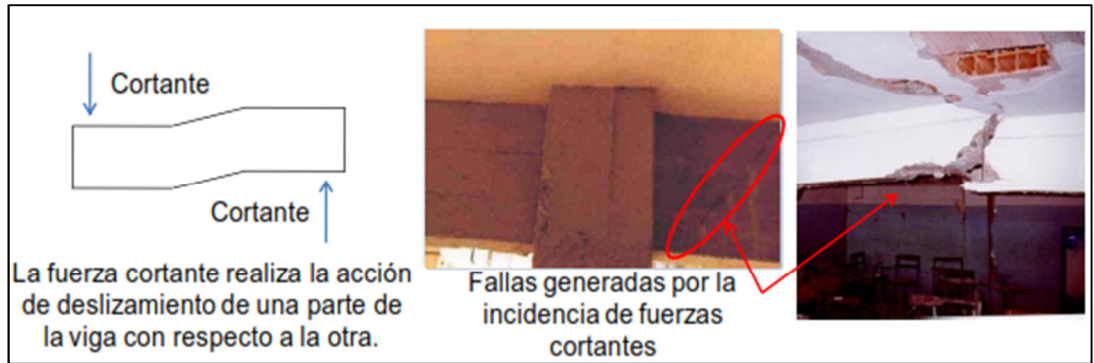 Cortante
Cortante
La fuerza cortante realiza la acción
de deslizamiento de una parte de
la viga con respecto a la otra.
Fallas generadas por la
incidencia de fuerzas
cortantes